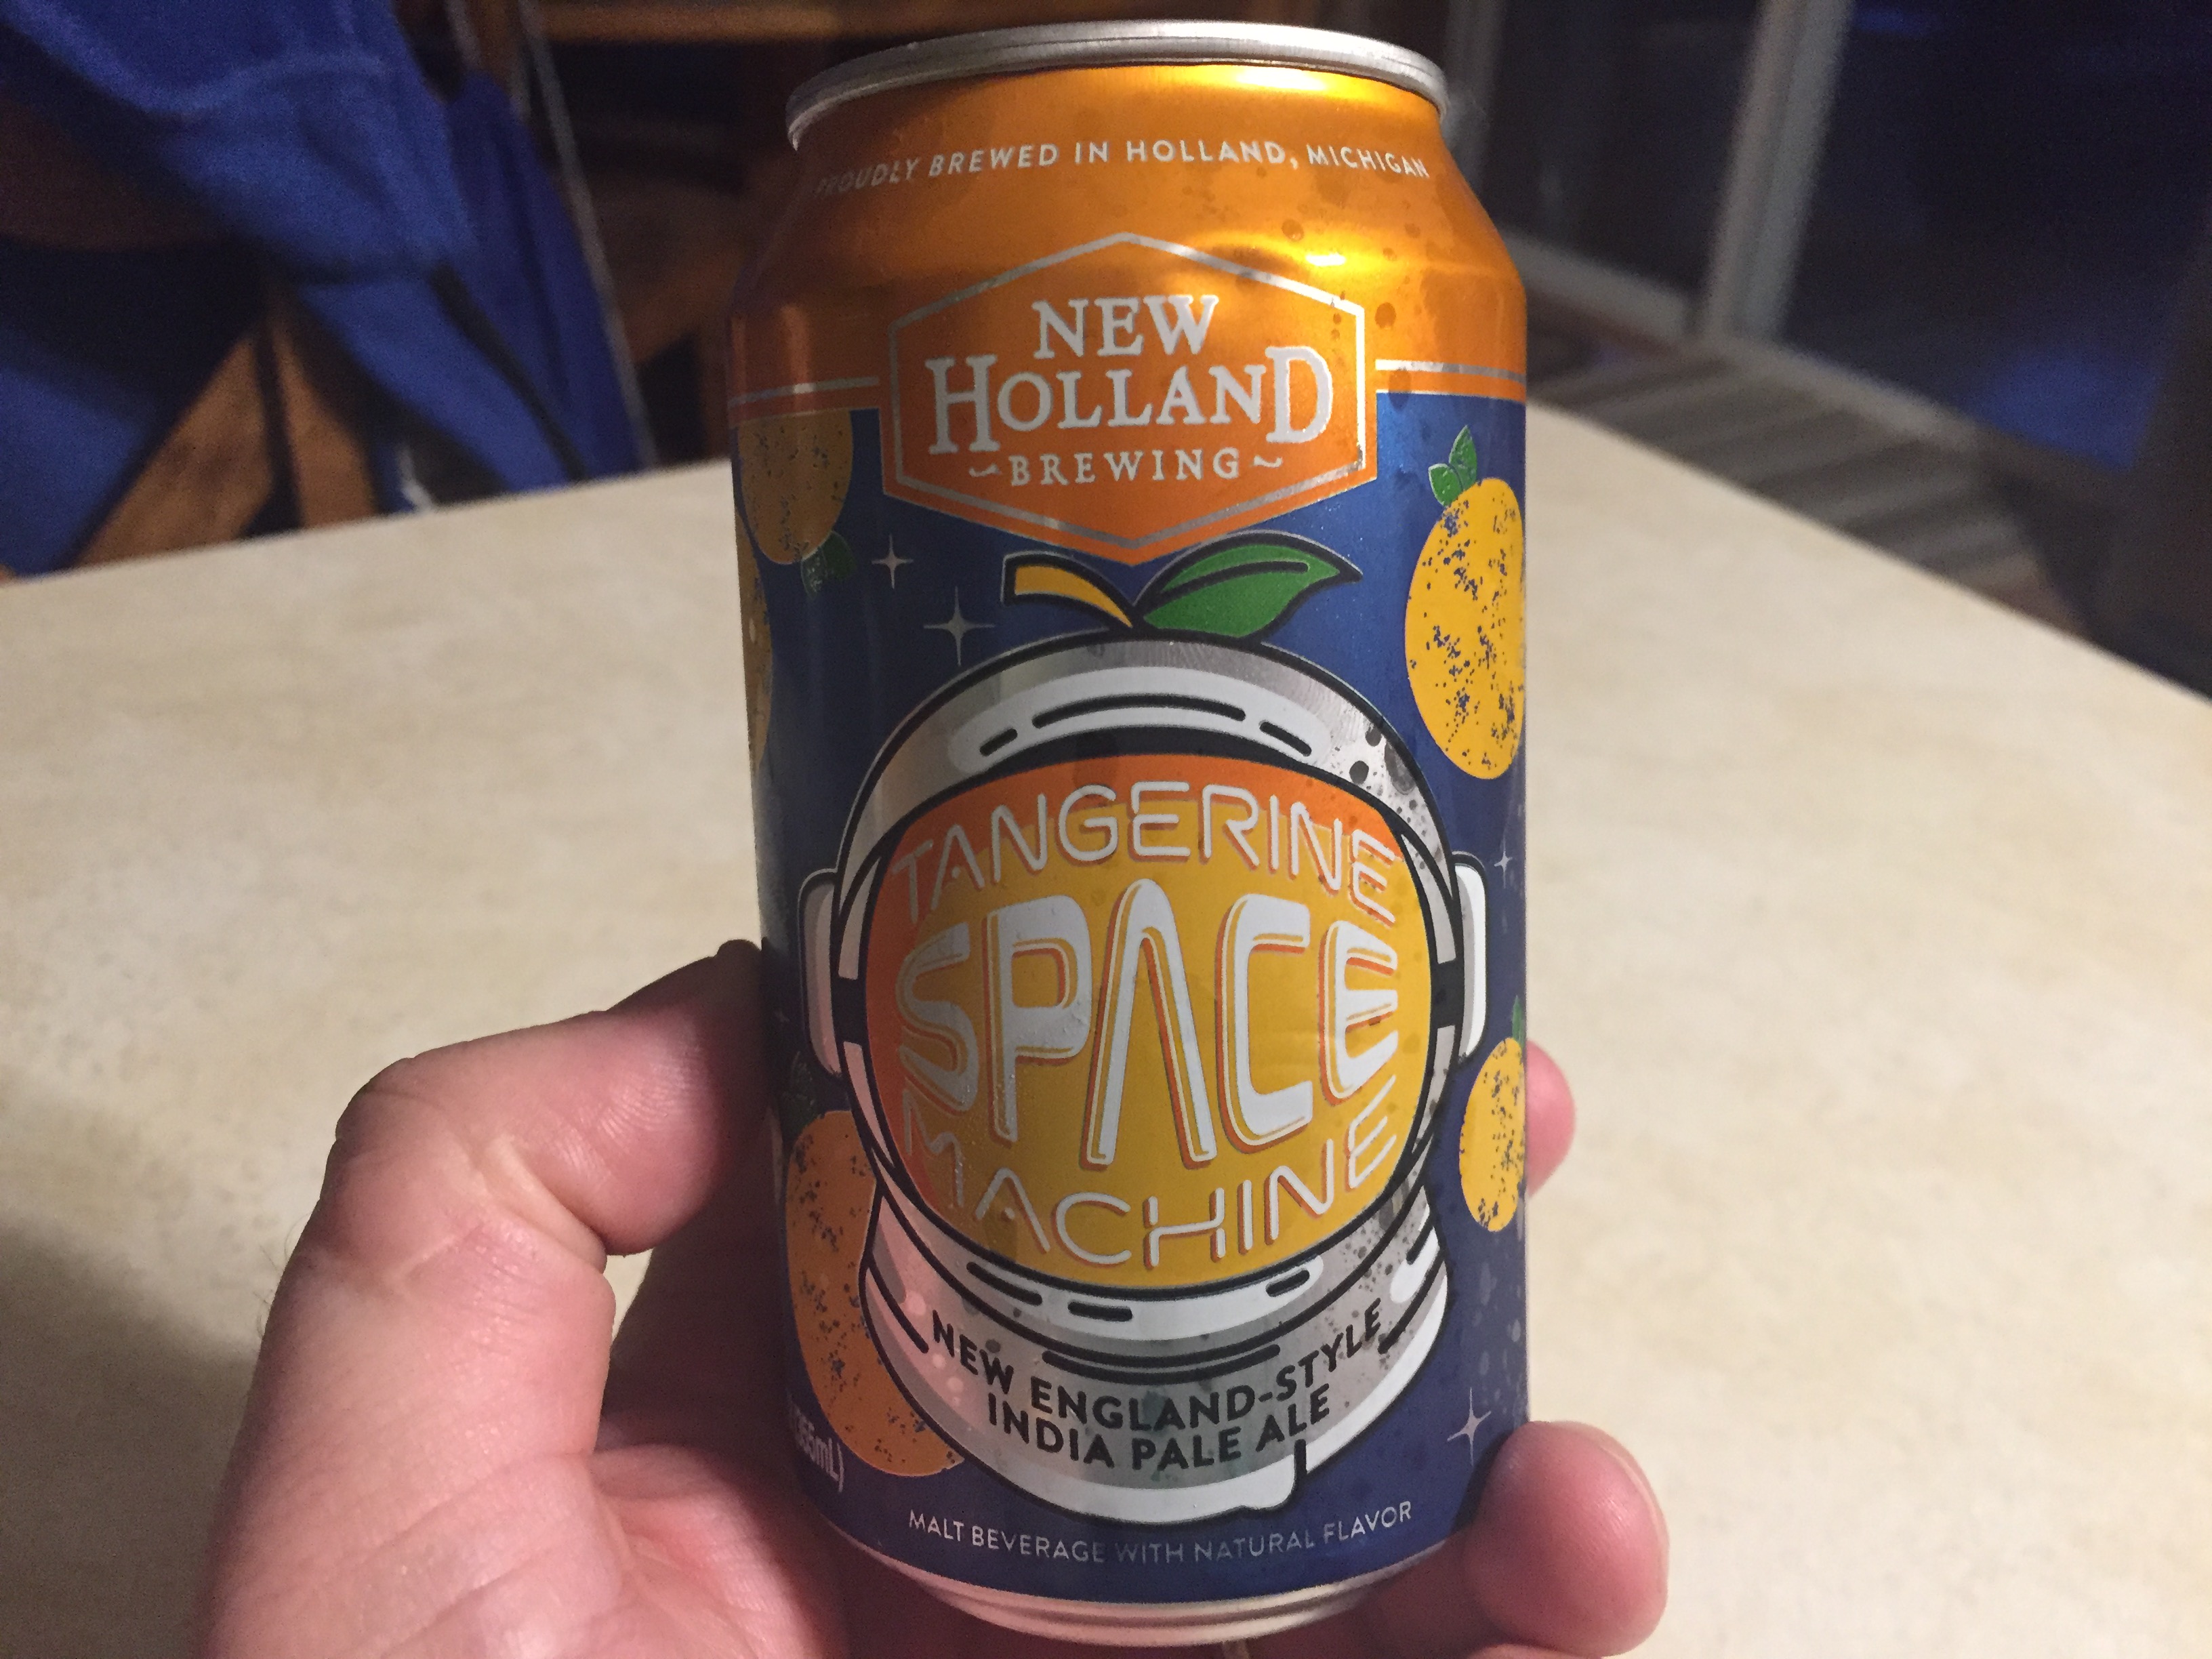 PROUDLY BREWED IN HOLLAND, MICHIGAN
NEW
HOLLAND
~BREWING~
TANGERINE
SPACE
MACHINE
NEW ENGLAND-STYLE
INDIA PALE ALE
MALT BEVERAGE WITH NATURAL FLAVOR